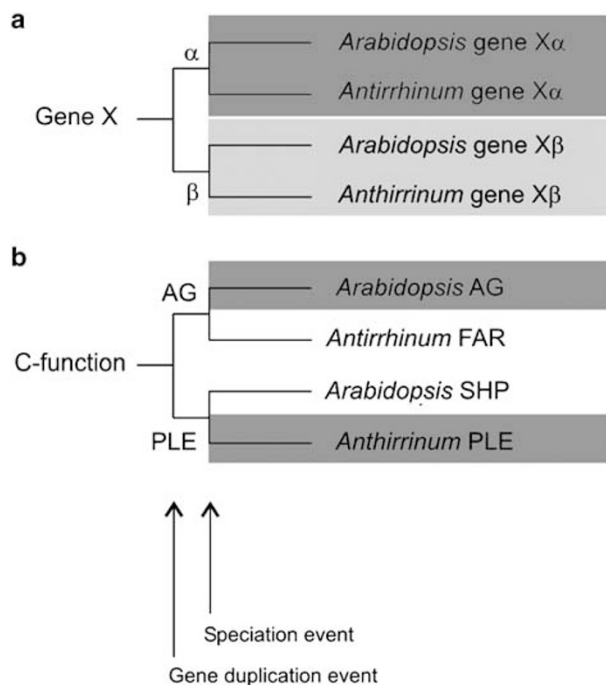 a
α
Arabidopsis gene Xα
Antirrhinum gene Xα
Gene X
Arabidopsis gene Xβ
β
Anthirrinum gene Xβ
b
AG
Arabidopsis AG
Antirrhinum FAR
C-function
Arabidopsis SHP
PLE
Anthirrinum PLE
Speciation event
Gene duplication event